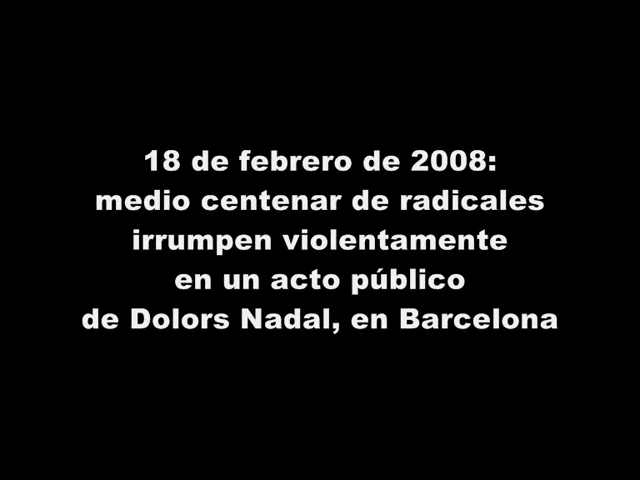 18 de febrero de 2008:
medio centenar de radicales
irrumpen violentamente
en un acto público
de Dolors Nadal, en Barcelona